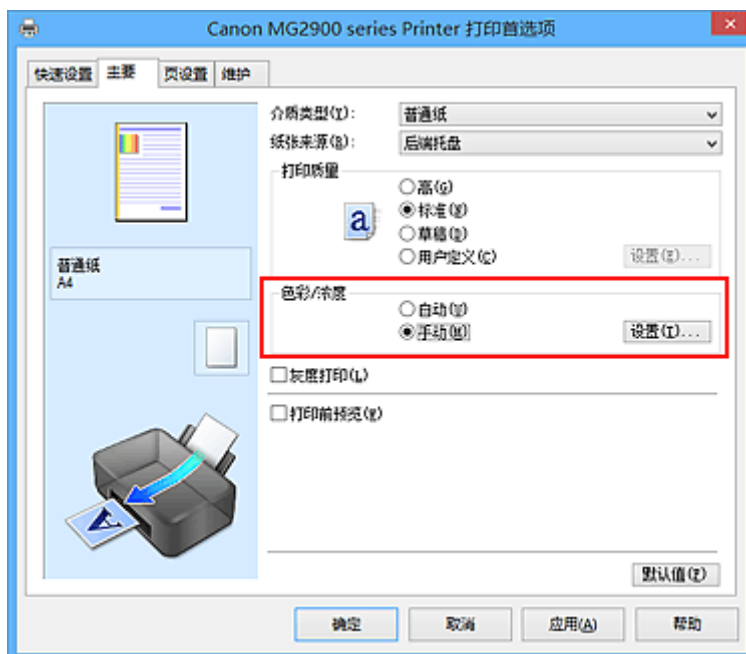 Canon MG2900 series Printer 打印首选项
快速设置 主要 页设置 维护
介质类型(Y): 普通纸
纸张来源(R): 后端托盘
打印质量
高(G)
a 标准(S)
草稿(D)
用户定义(C) 设置(E)...
普通纸
A4
色彩/浓度
自动(U)
手动(M) 设置(T)...
灰度打印(L)
打印前预览(V)
A
默认值(F)
确定 取消 应用(A) 帮助